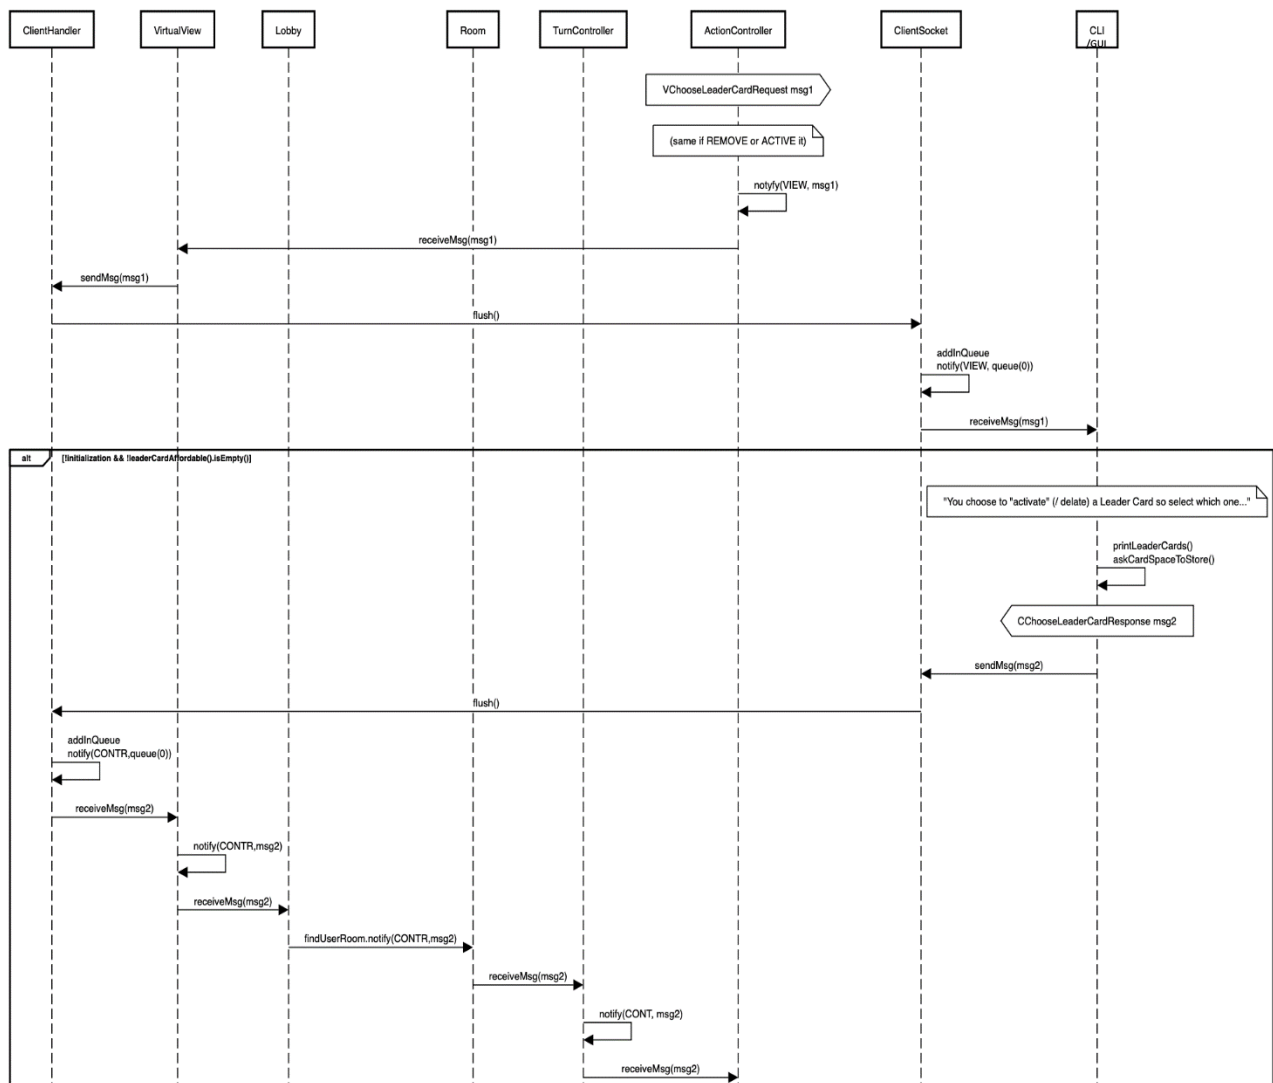 ClientHandler
VirtualView
Lobby
Room
TurnController
ActionController
ClientSocket
CLI
/GUI
VChooseLeaderCardRequest msg1
(same if REMOVE or ACTIVE it)
notyfy(VIEW, msg1)
receiveMsg(msg1)
sendMsg(msg1)
flush()
addInQueue
notify(VIEW, queue(0))
receiveMsg(msg1)
alt
[!initialization && !leaderCardAffordable().isEmpty()]
"You choose to "activate" (/ delate) a Leader Card so select which one..."
printLeaderCards()
askCardSpaceToStore()
CChooseLeaderCardResponse msg2
sendMsg(msg2)
flush()
addInQueue
notify(CONTR,queue(0))
receiveMsg(msg2)
notify(CONTR,msg2)
receiveMsg(msg2)
findUserRoom.notify(CONTR,msg2)
receiveMsg(msg2)
notify(CONT, msg2)
receiveMsg(msg2)